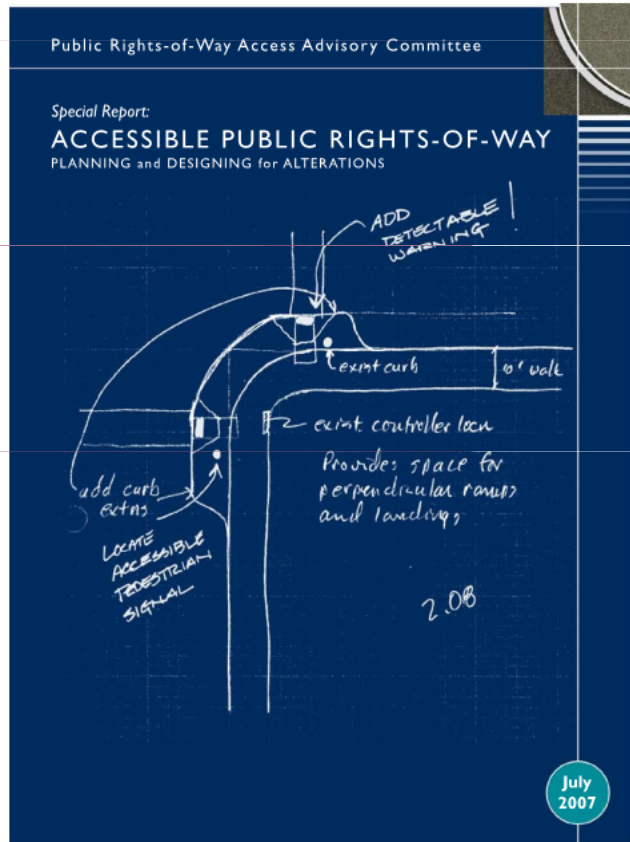 Public Rights-of-Way Access Advisory Committee
Special Report:
ACCESSIBLE PUBLIC RIGHTS-OF-WAY
PLANNING and DESIGNING for ALTERATIONS
ADD
DETECTABLE
WARNING
exist curb
10' walk
exist. controller locn
Provides space for
perpendicular ramps
and landings
add curb
extns
LOCATE
ACCESSIBLE
PEDESTRIAN
SIGNAL
2.08
July
2007